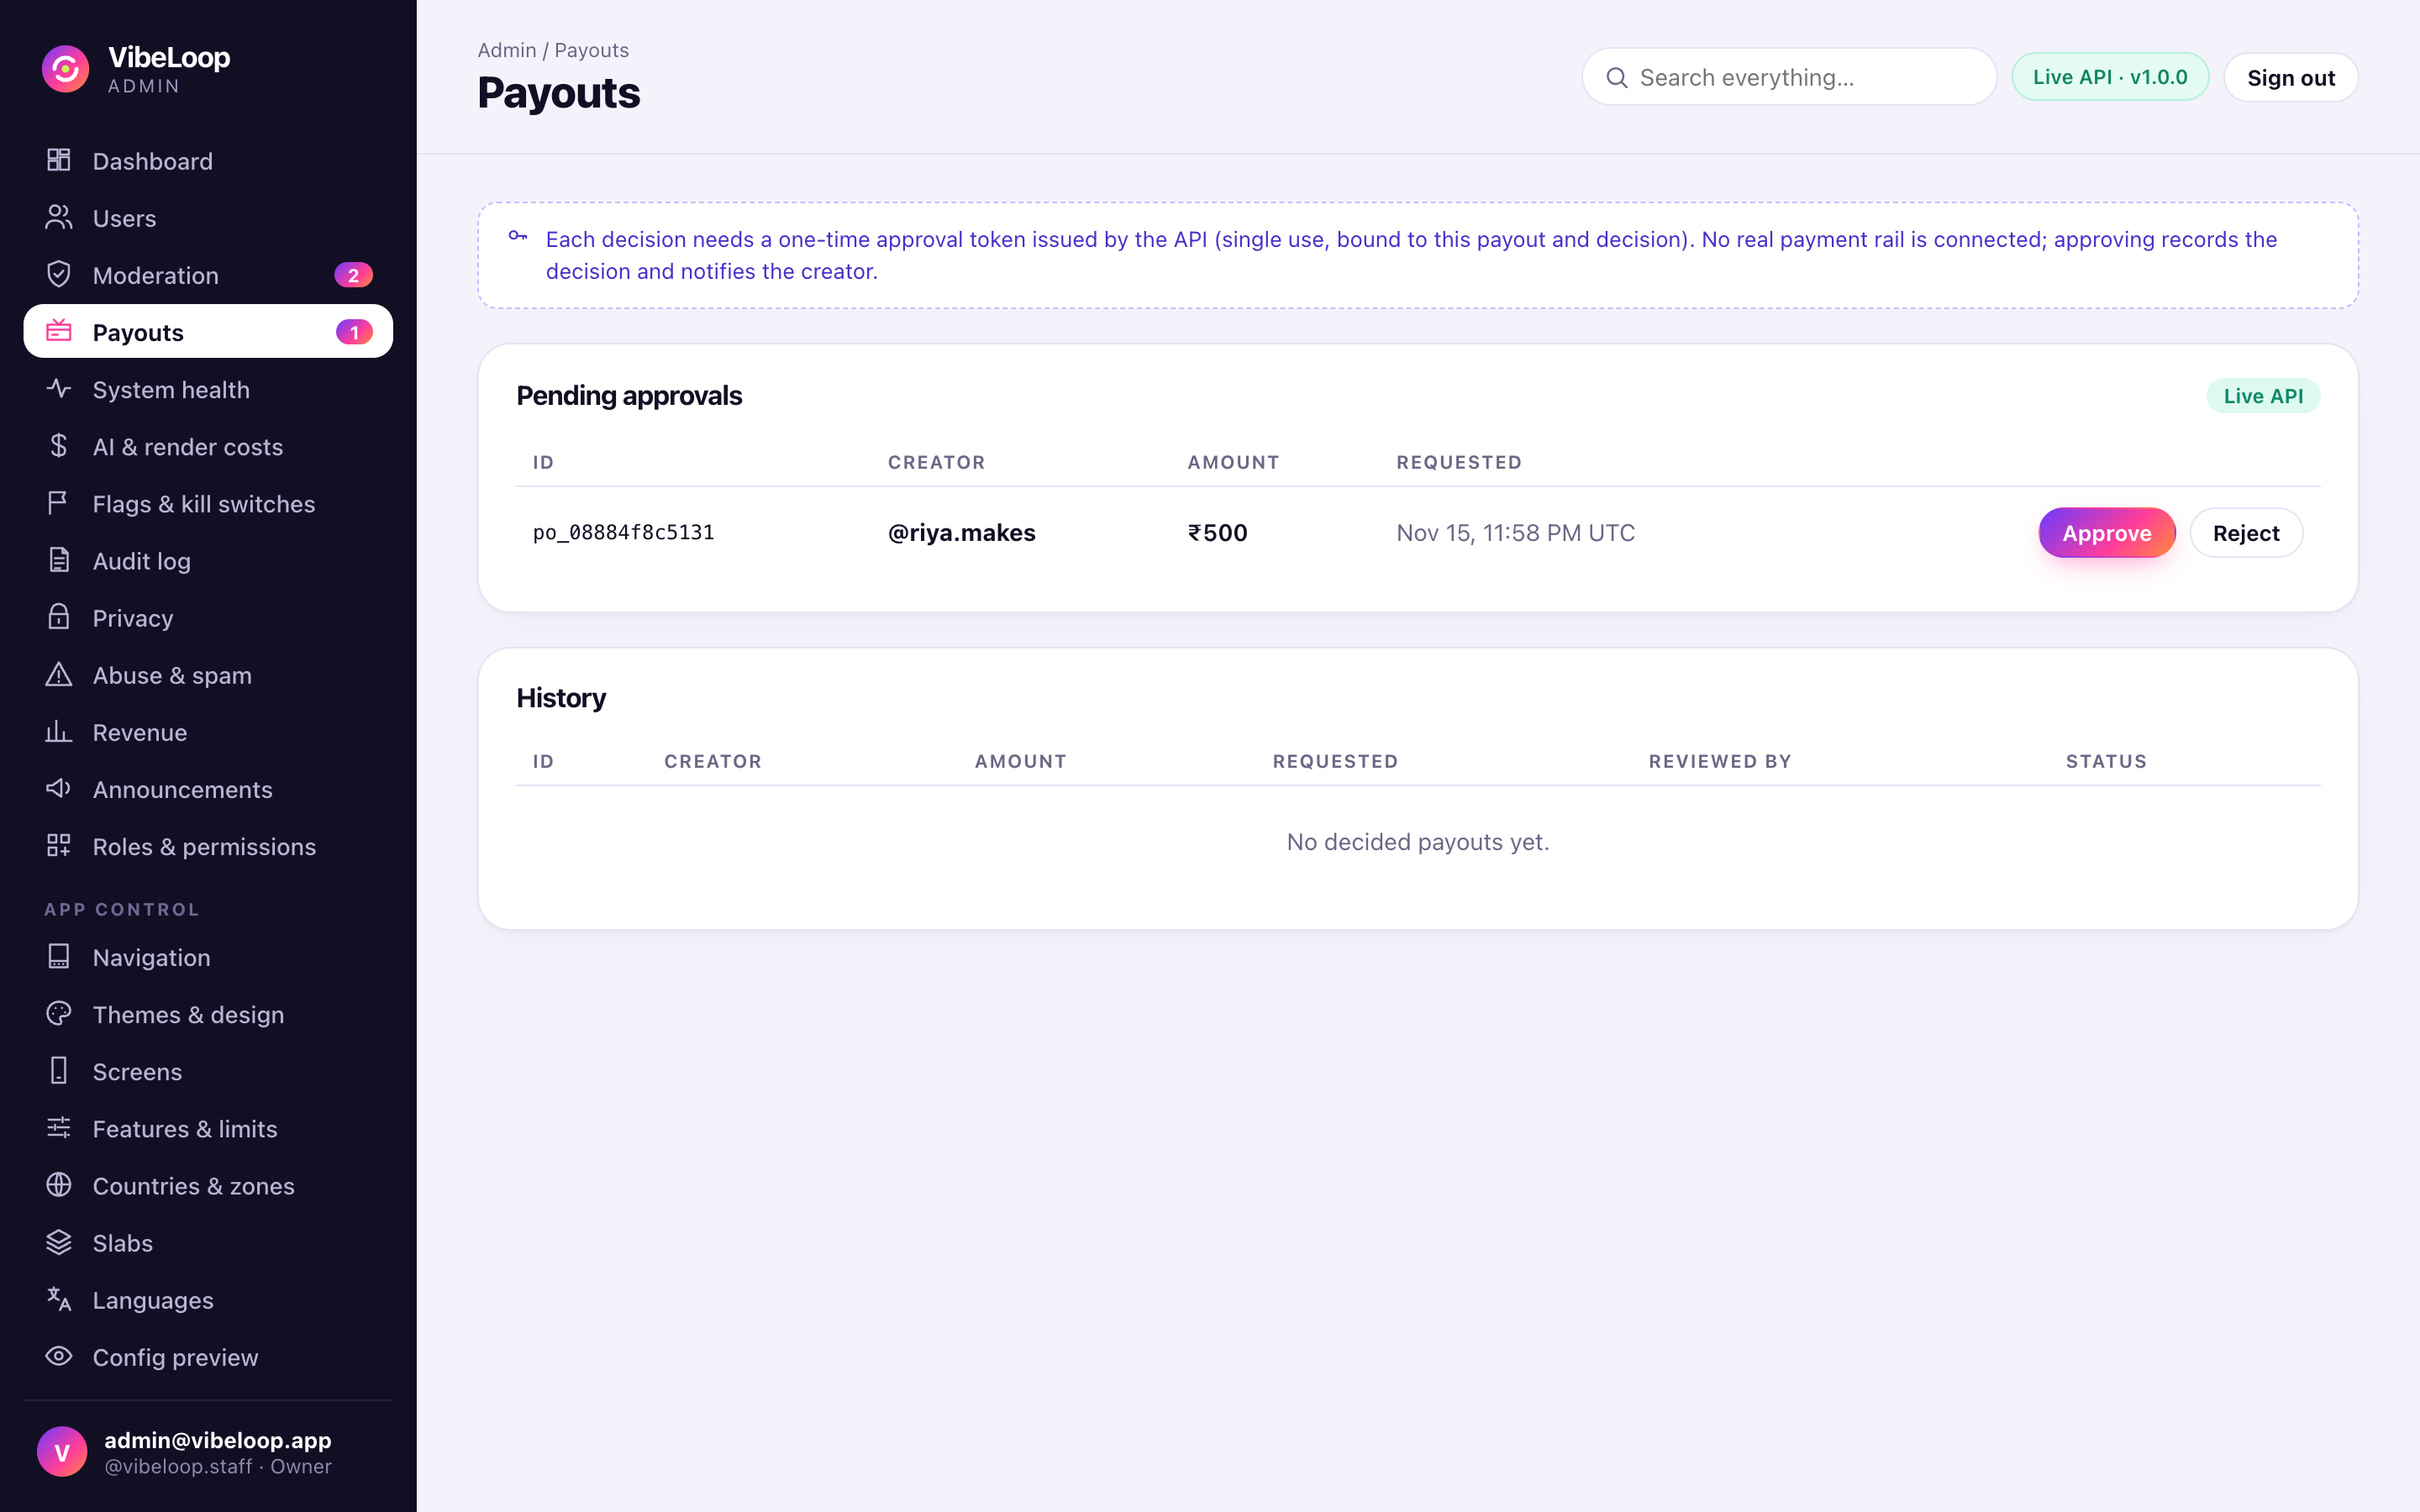 VibeLoop
ADMIN
Dashboard
Users
Moderation 2
Payouts 1
System health
AI & render costs
Flags & kill switches
Audit log
Privacy
Abuse & spam
Revenue
Announcements
Roles & permissions
APP CONTROL
Navigation
Themes & design
Screens
Features & limits
Countries & zones
Slabs
Languages
Config preview
V
admin@vibeloop.app
@vibeloop.staff · Owner
Admin / Payouts
Payouts
Search everything...
Live API · v1.0.0
Sign out
Each decision needs a one-time approval token issued by the API (single use, bound to this payout and decision). No real payment rail is connected; approving records the
decision and notifies the creator.
Pending approvals
Live API
ID CREATOR AMOUNT REQUESTED
po_08884f8c5131 @riya.makes ₹500 Nov 15, 11:58 PM UTC Approve Reject
History
ID CREATOR AMOUNT REQUESTED REVIEWED BY STATUS
No decided payouts yet.